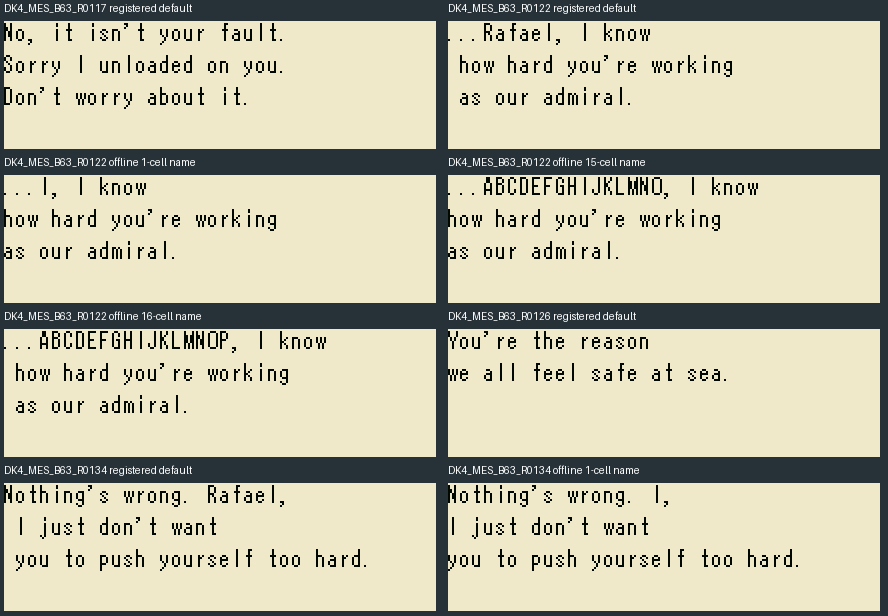 DK4_MES_B63_R0117 registered default
No, it isn't your fault.
Sorry I unloaded on you.
Don't worry about it.
DK4_MES_B63_R0122 registered default
...Rafael, I know
how hard you're working
as our admiral.
DK4_MES_B63_R0122 offline 1-cell name
...I, I know
how hard you're working
as our admiral.
DK4_MES_B63_R0122 offline 15-cell name
...ABCDEFGHIJKLMNO, I know
how hard you're working
as our admiral.
DK4_MES_B63_R0122 offline 16-cell name
...ABCDEFGHIJKLMNOP, I know
how hard you're working
as our admiral.
DK4_MES_B63_R0126 registered default
You're the reason
we all feel safe at sea.
DK4_MES_B63_R0134 registered default
Nothing's wrong. Rafael,
I just don't want
you to push yourself too hard.
DK4_MES_B63_R0134 offline 1-cell name
Nothing's wrong. I,
I just don't want
you to push yourself too hard.